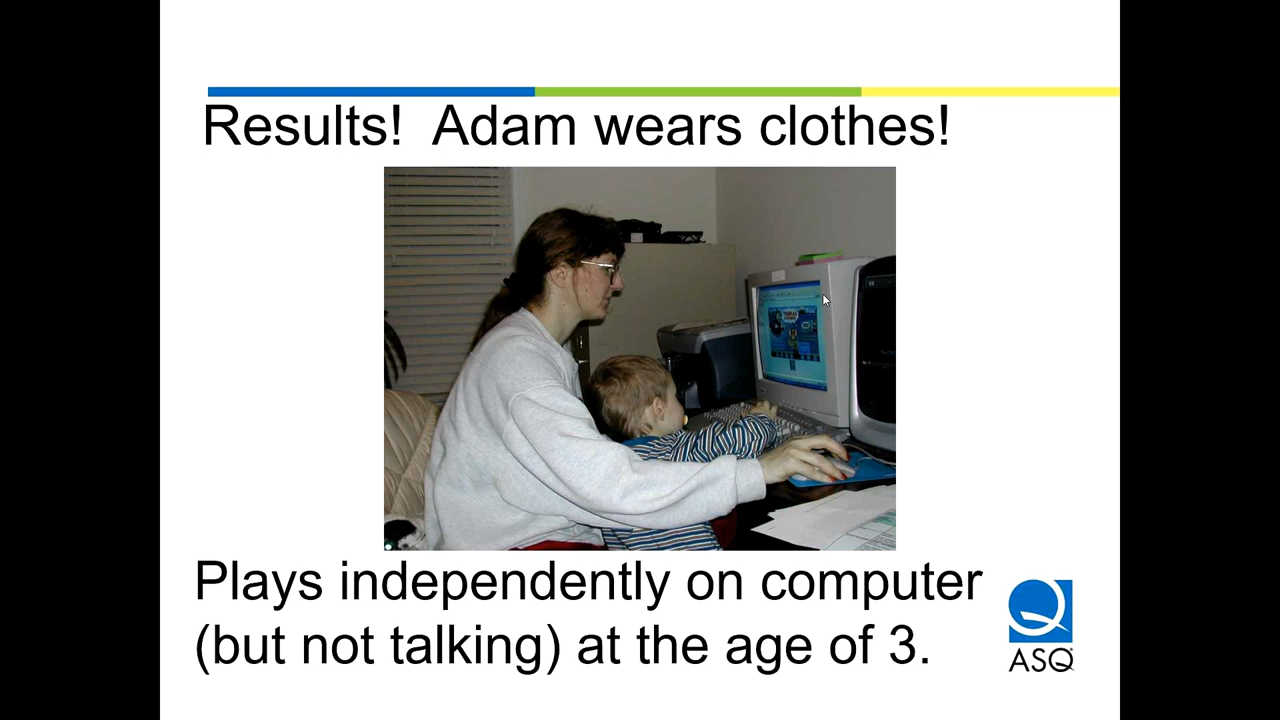 Results!  Adam wears clothes!
Plays independently on computer
(but not talking) at the age of 3.
ASQ